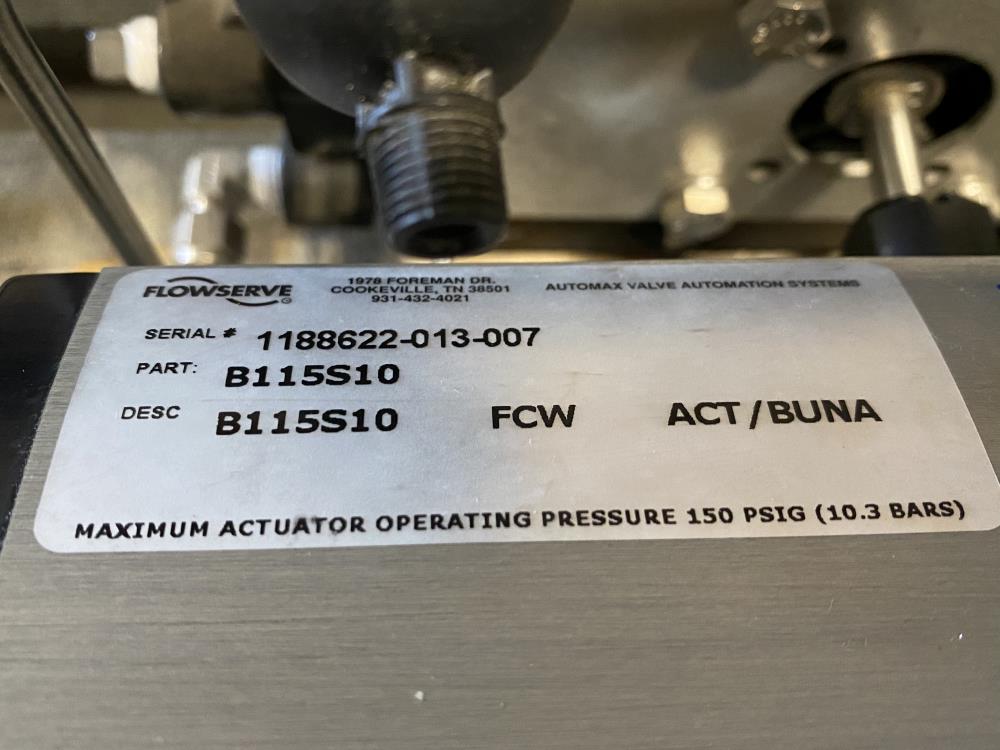 FLOWSERVE
1978 FOREMAN DR.
COOKEVILLE, TN 38501
931-432-4021
AUTOMAX VALVE AUTOMATION SYSTEMS
SERIAL # 1188622-013-007
PART: B115S10
DESC B115S10 FCW ACT/BUNA
MAXIMUM ACTUATOR OPERATING PRESSURE 150 PSIG (10.3 BARS)